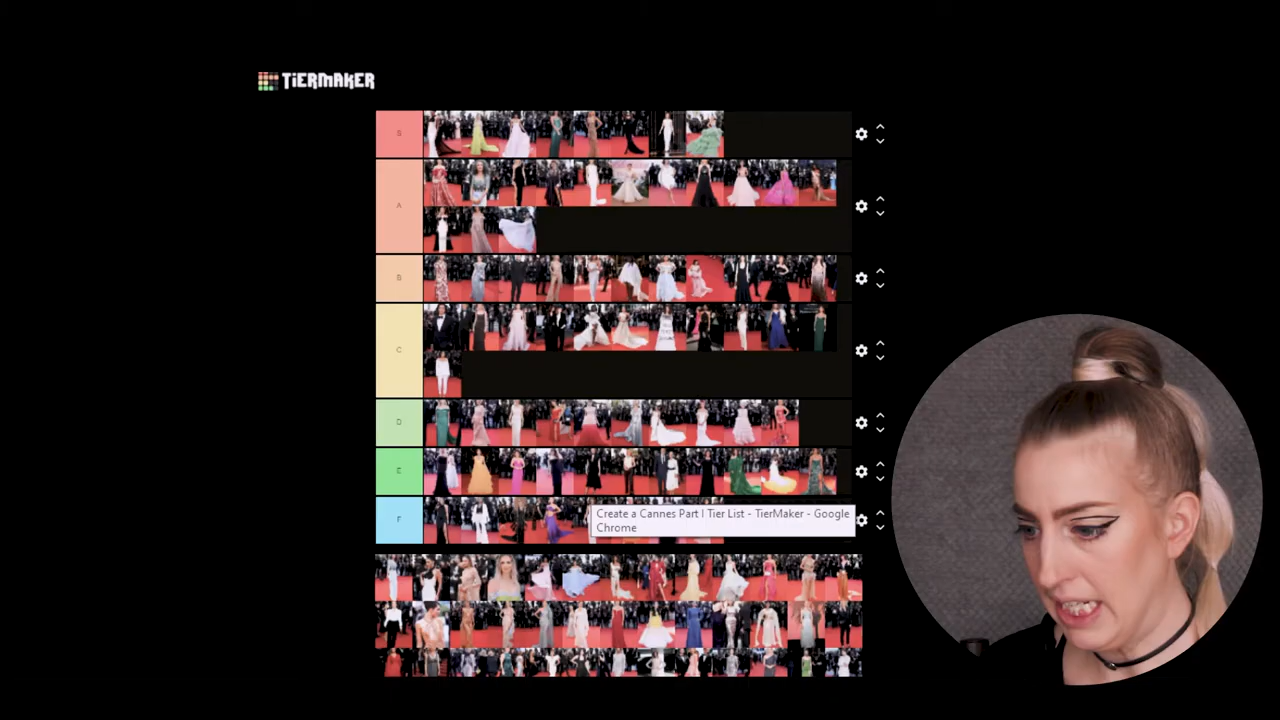 TiERMAKER
S
A
B
C
D
E
F
Create a Cannes Part I Tier List - TierMaker - Google
Chrome